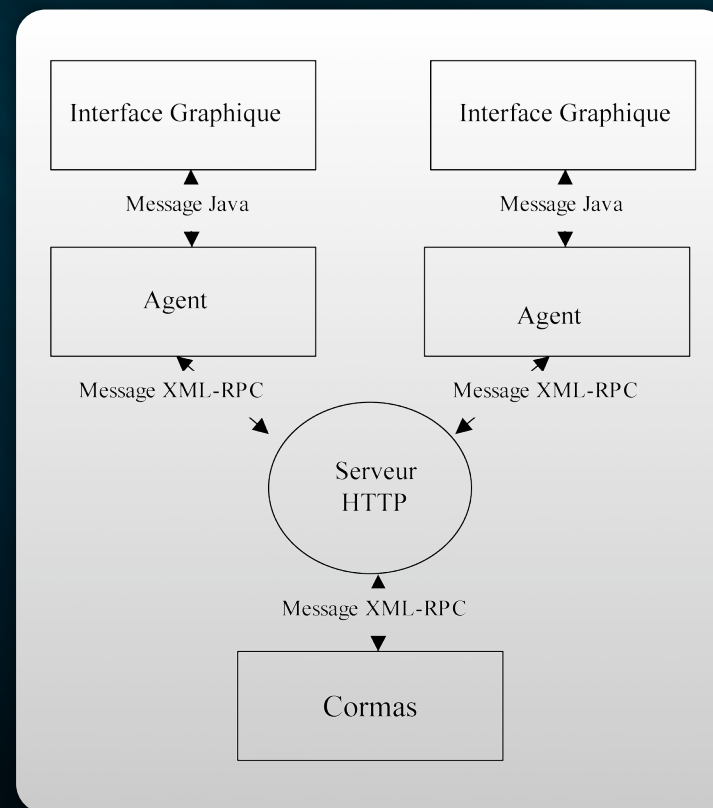 Interface Graphique
Interface Graphique
Message Java
Message Java
Agent
Agent
Message XML-RPC
Message XML-RPC
Serveur
HTTP
Message XML-RPC
Cormas